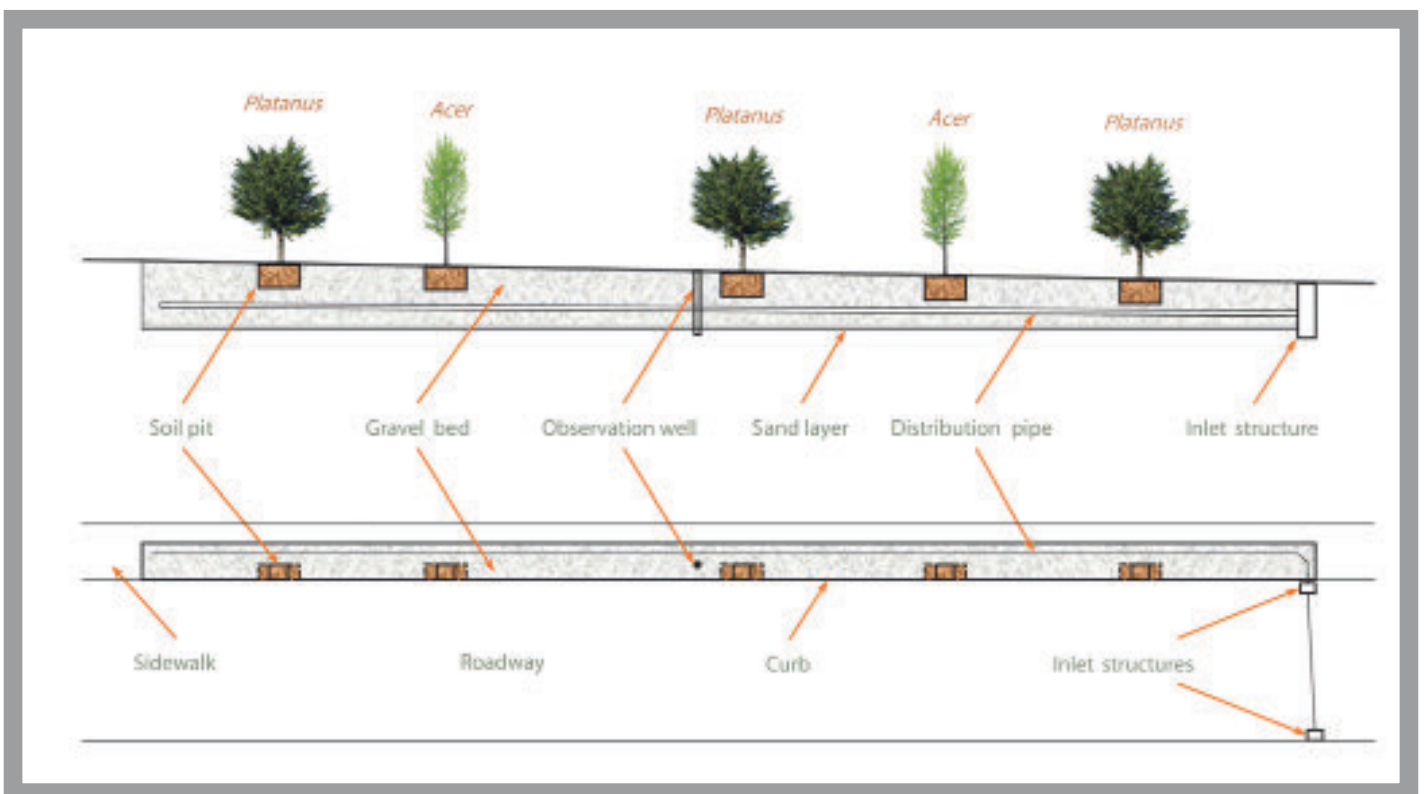 Platanus
Acer
Platanus
Acer
Platanus
Soil pit
Gravel bed
Observation well
Sand layer
Distribution pipe
Inlet structure
Sidewalk
Roadway
Curb
Inlet structures